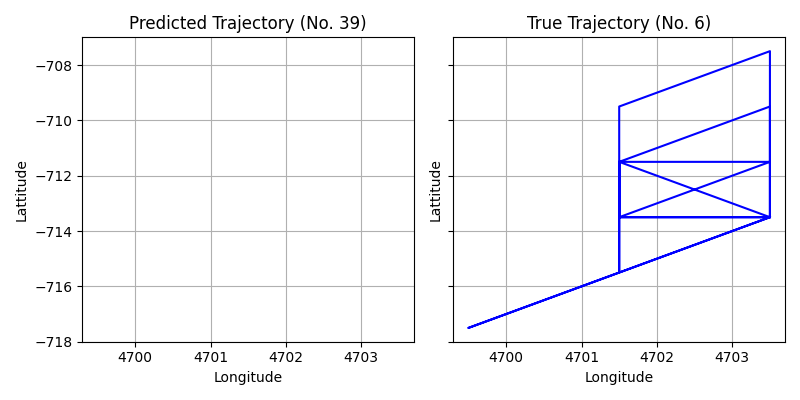 Predicted Trajectory (No. 39)
True Trajectory (No. 6)
−708
−710
−712
−714
−716
−718
Lattitude
Lattitude
4700 4701 4702 4703
4700 4701 4702 4703
Longitude
Longitude